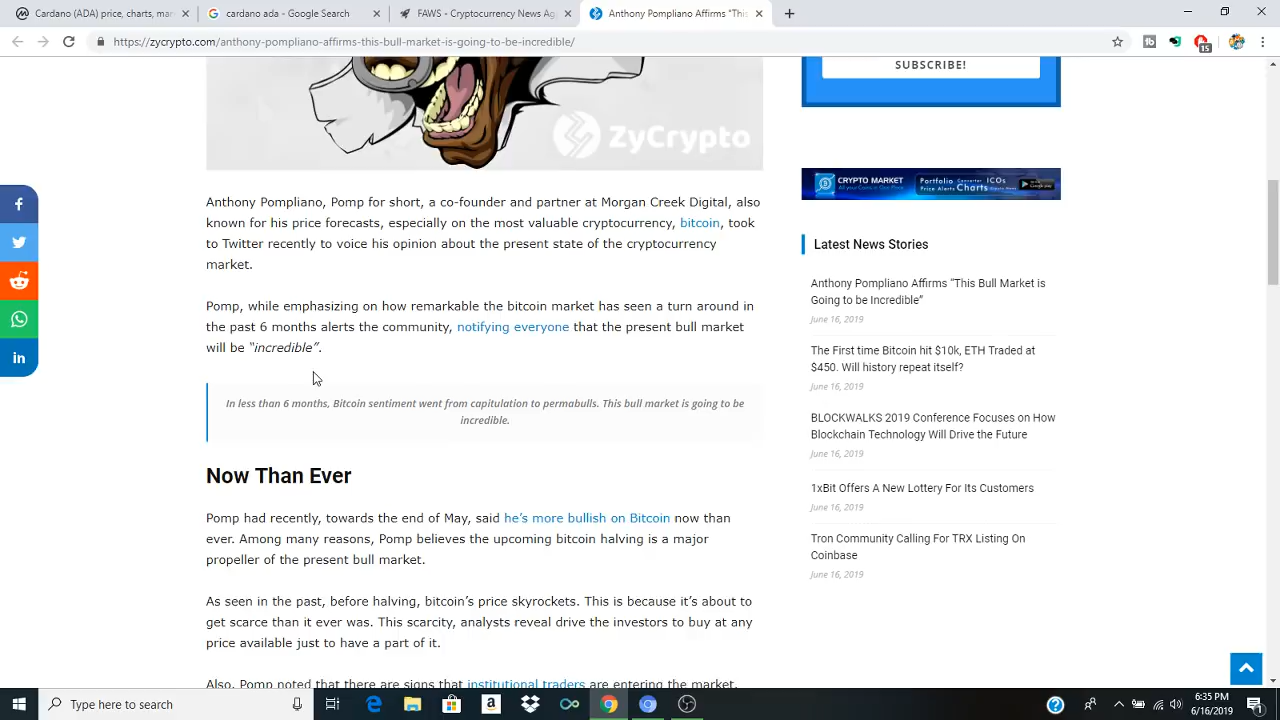 Cardano (ADA) price, charts, mar
cardano ada - Google Search
FAWS - Cryptocurrency News Ag
Anthony Pompliano Affirms "This
https://zycrypto.com/anthony-pompliano-affirms-this-bull-market-is-going-to-be-incredible/
15
SUBSCRIBE!
ZyCrypto
CRYPTO MARKET
Portfolio Converter ICOs
Price Alerts Charts
Anthony Pompliano, Pomp for short, a co-founder and partner at Morgan Creek Digital, also
known for his price forecasts, especially on the most valuable cryptocurrency, bitcoin, took
to Twitter recently to voice his opinion about the present state of the cryptocurrency
market.
Pomp, while emphasizing on how remarkable the bitcoin market has seen a turn around in
the past 6 months alerts the community, notifying everyone that the present bull market
will be “incredible”.
In less than 6 months, Bitcoin sentiment went from capitulation to permabulls. This bull market is going to be
incredible.
Now Than Ever
Pomp had recently, towards the end of May, said he’s more bullish on Bitcoin now than
ever. Among many reasons, Pomp believes the upcoming bitcoin halving is a major
propeller of the present bull market.
As seen in the past, before halving, bitcoin’s price skyrockets. This is because it’s about to
get scarce than it ever was. This scarcity, analysts reveal drive the investors to buy at any
price available just to have a part of it.
Also, Pomp noted that there are signs that institutional traders are entering the market.
Latest News Stories
Anthony Pompliano Affirms “This Bull Market is
Going to be Incredible”
June 16, 2019
The First time Bitcoin hit $10k, ETH Traded at
$450. Will history repeat itself?
June 16, 2019
BLOCKWALKS 2019 Conference Focuses on How
Blockchain Technology Will Drive the Future
June 16, 2019
1xBit Offers A New Lottery For Its Customers
June 16, 2019
Tron Community Calling For TRX Listing On
Coinbase
June 16, 2019
Type here to search
6:35 PM
6/16/2019